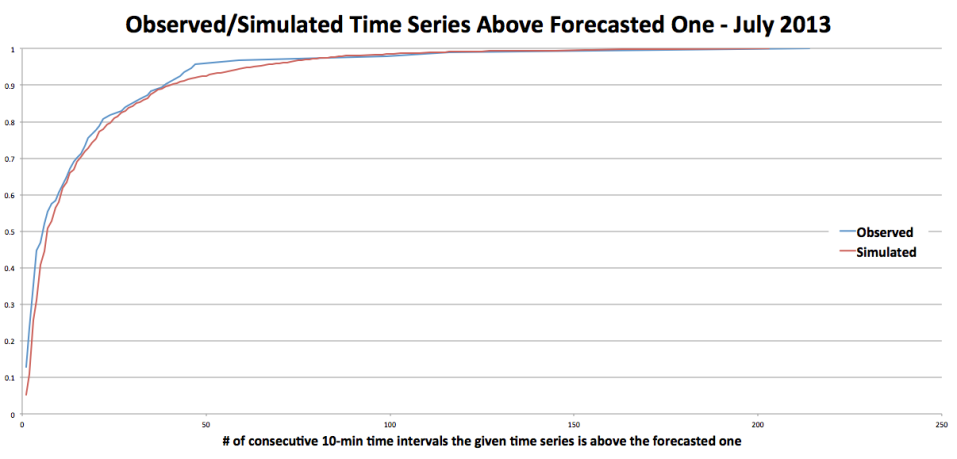 Observed/Simulated Time Series Above Forecasted One - July 2013
1
0.9
0.8
0.7
0.6
0.5
0.4
0.3
0.2
0.1
0
Observed
Simulated
0 50 100 150 200 250
# of consecutive 10-min time intervals the given time series is above the forecasted one